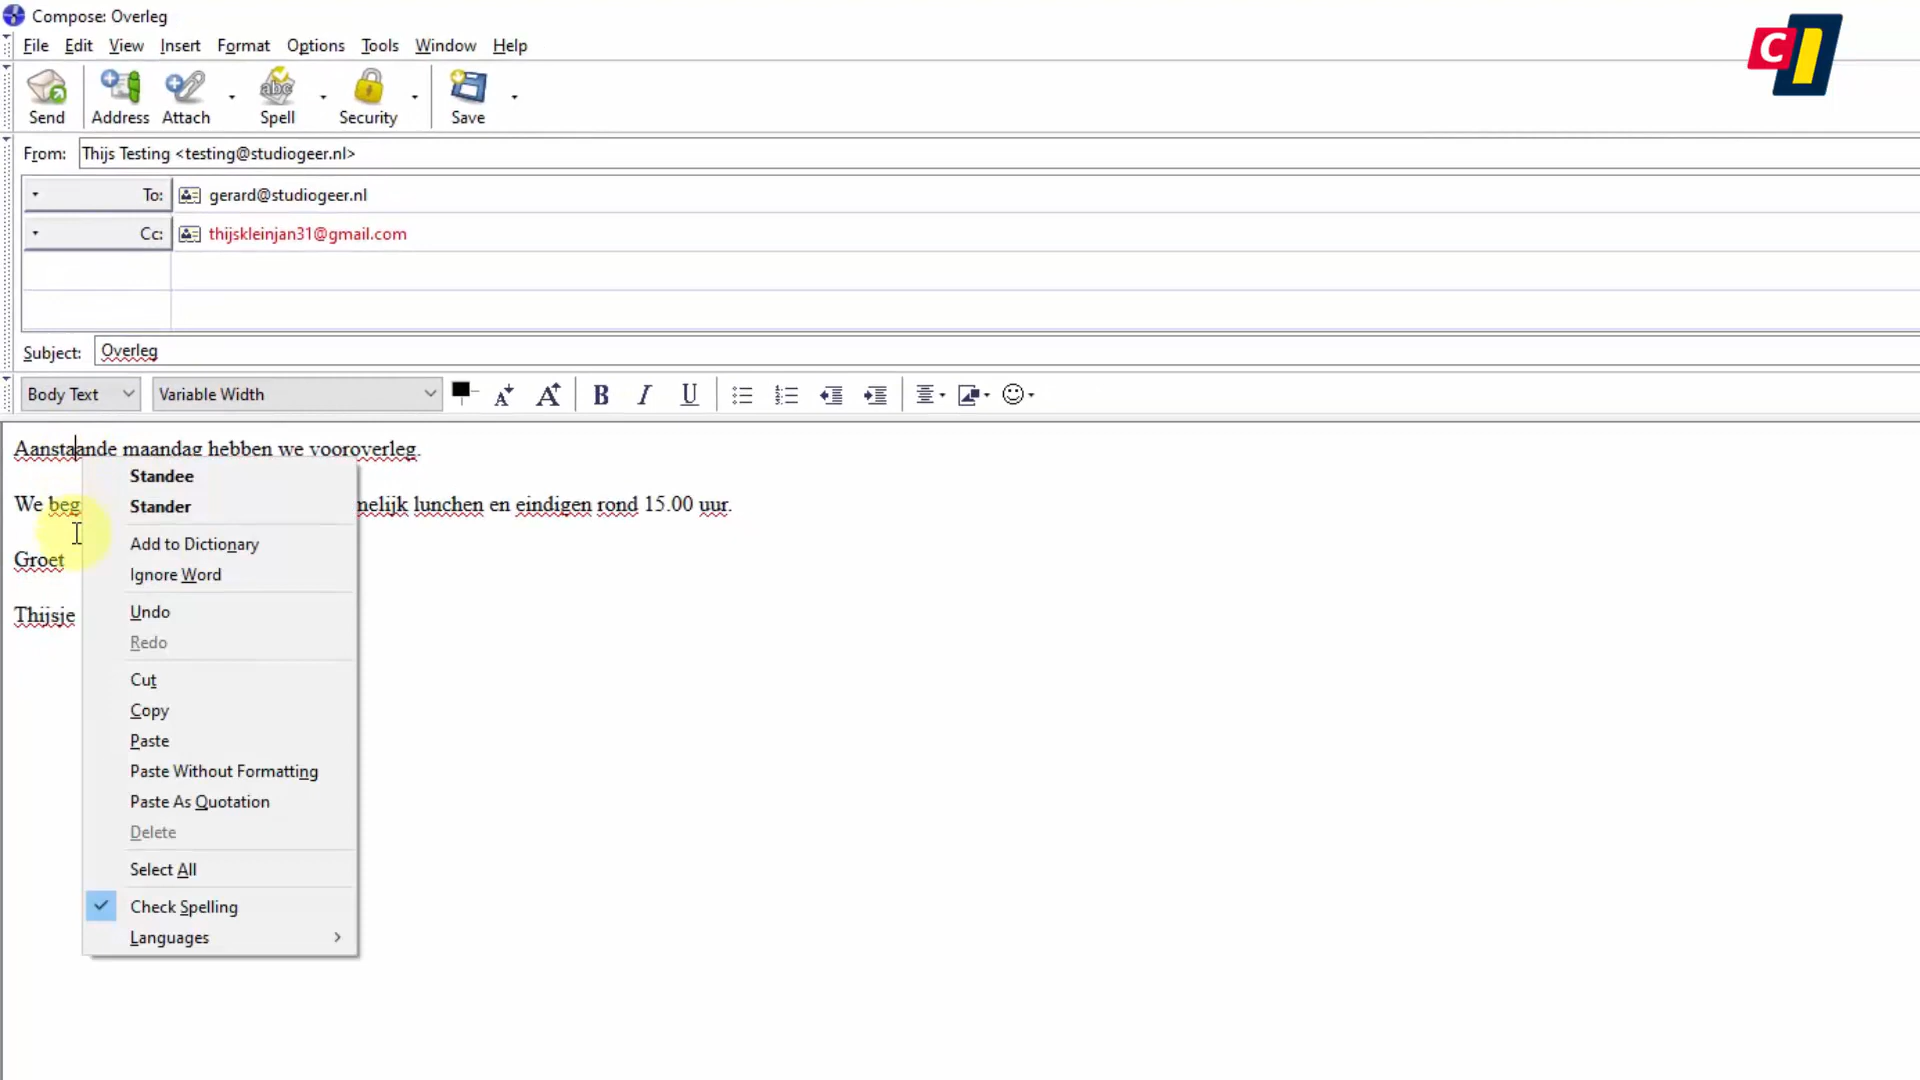 Compose: Overleg
File Edit View Insert Format Options Tools Window Help
C
abc
Send Address Attach Spell Security Save
From: Thijs Testing <testing@studiogeer.nl>
To: gerard@studiogeer.nl
Cc: thijskleinjan31@gmail.com
Subject: Overleg
Body Text Variable Width A A B I U
Aanstaande maandag hebben we vooroverleg.
Standee
We beg melijk lunchen en eindigen rond 15.00 uur.
Stander
Add to Dictionary
Groet
Ignore Word
Undo
Thijsje
Redo
Cut
Copy
Paste
Paste Without Formatting
Paste As Quotation
Delete
Select All
Check Spelling
Languages